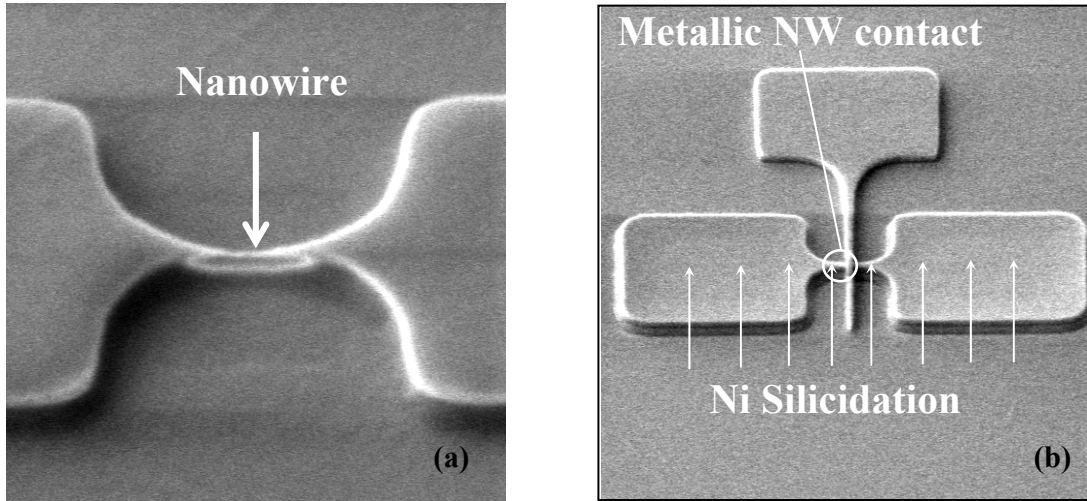 Nanowire
(a)
Metallic NW contact
Ni Silicidation
(b)